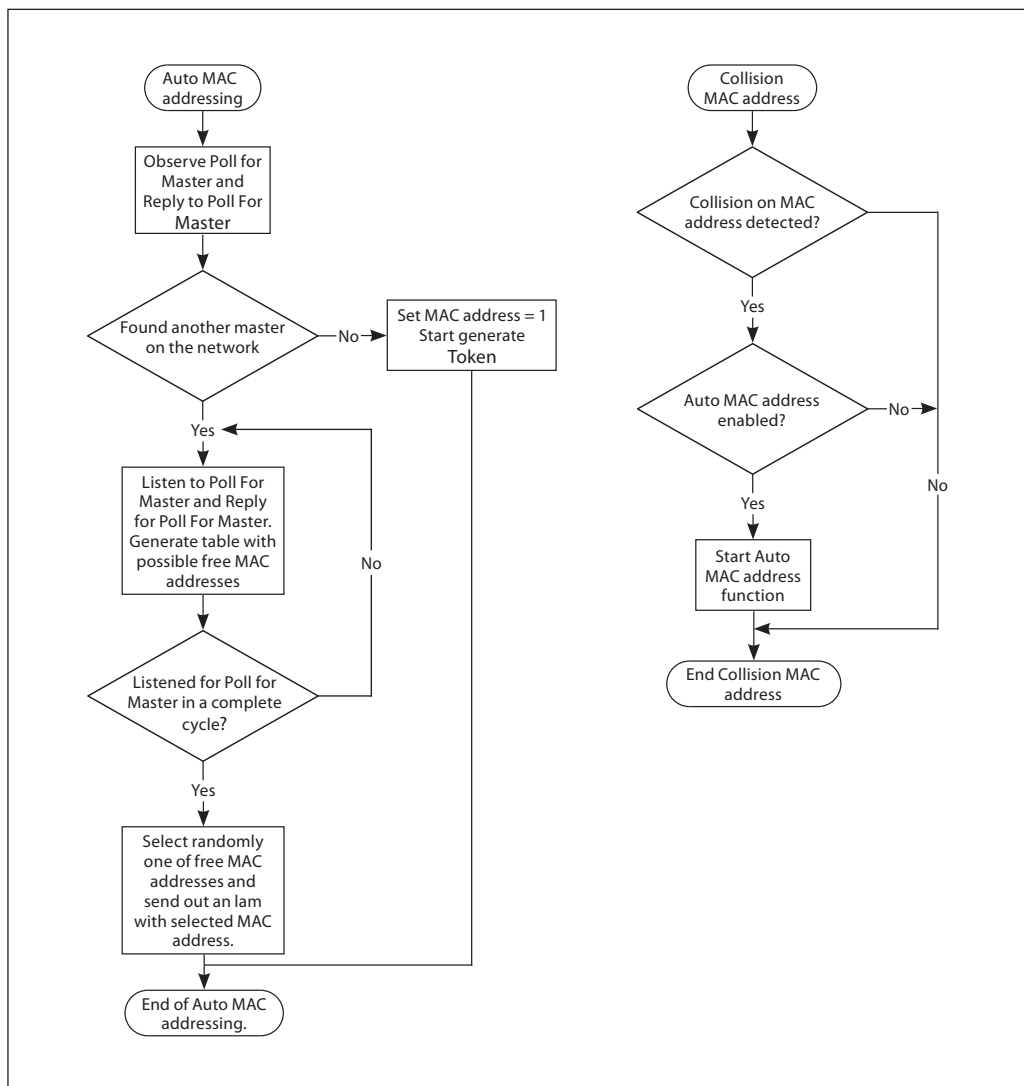 Auto MAC
addressing
Observe Poll for
Master and
Reply to Poll For
Master
Found another master
on the network
No
Set MAC address = 1
Start generate
Token
Yes
Listen to Poll For
Master and Reply
for Poll For Master.
Generate table with
possible free MAC
addresses
No
Listened for Poll for
Master in a complete
cycle?
Yes
Select randomly
one of free MAC
addresses and
send out an Iam
with selected MAC
address.
End of Auto MAC
addressing.
Collision
MAC address
Collision on MAC
address detected?
Yes
Auto MAC address
enabled?
No
No
Yes
Start Auto
MAC address
function
End Collision MAC
address